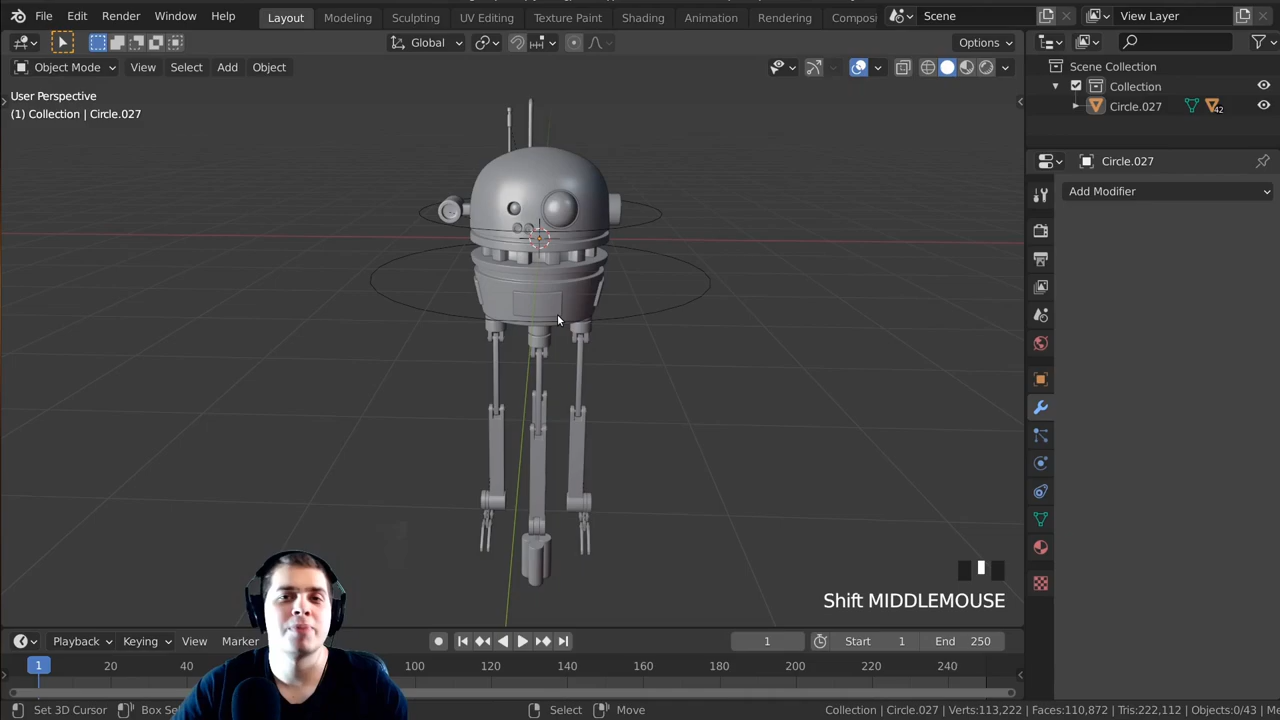 File Edit Render Window Help Layout Modeling Sculpting UV Editing Texture Paint Shading Animation Rendering Composi Scene View Layer
Global Options
Object Mode View Select Add Object
Scene Collection
Collection
Circle.027 42
User Perspective
(1) Collection | Circle.027
Circle.027
Add Modifier
Shift MIDDLEMOUSE
Playback Keying View Marker 1 Start 1 End 250
1 20 40 100 120 140 160 180 200 220 240
Set 3D Cursor Box Se Select Move Collection | Circle.027 | Verts:113,222 | Faces:110,872 | Tris:222,112 | Objects:0/43 | Me